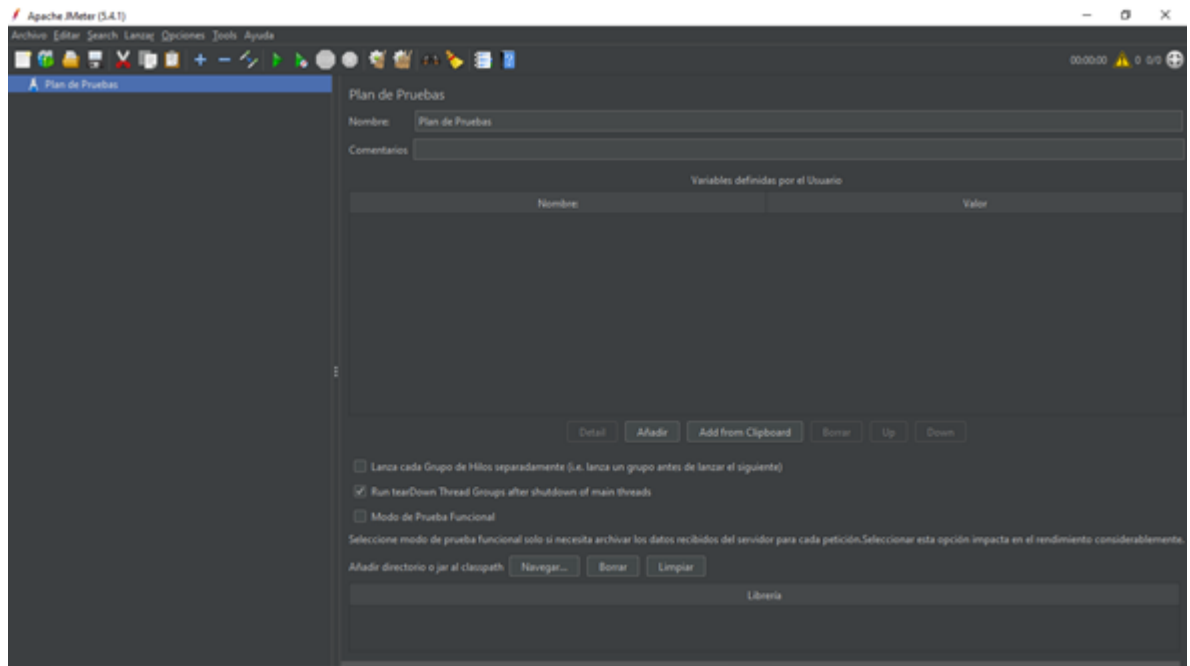 Apache JMeter (5.4.1)
Archivo Editar Search Lanzar Opciones Tools Ayuda
00:00:00 0 0/0
Plan de Pruebas
Plan de Pruebas
Nombre: Plan de Pruebas
Comentarios
Variables definidas por el Usuario
Nombre: Valor
Detail Añadir Add from Clipboard Borrar Up Down
Lanza cada Grupo de Hilos separadamente (i.e. lanza un grupo antes de lanzar el siguiente)
Run tearDown Thread Groups after shutdown of main threads
Modo de Prueba Funcional
Seleccione modo de prueba funcional solo si necesita archivar los datos recibidos del servidor para cada petición.Seleccionar esta opción impacta en el rendimiento considerablemente.
Añadir directorio o jar al classpath Navegar... Borrar Limpiar
Librería